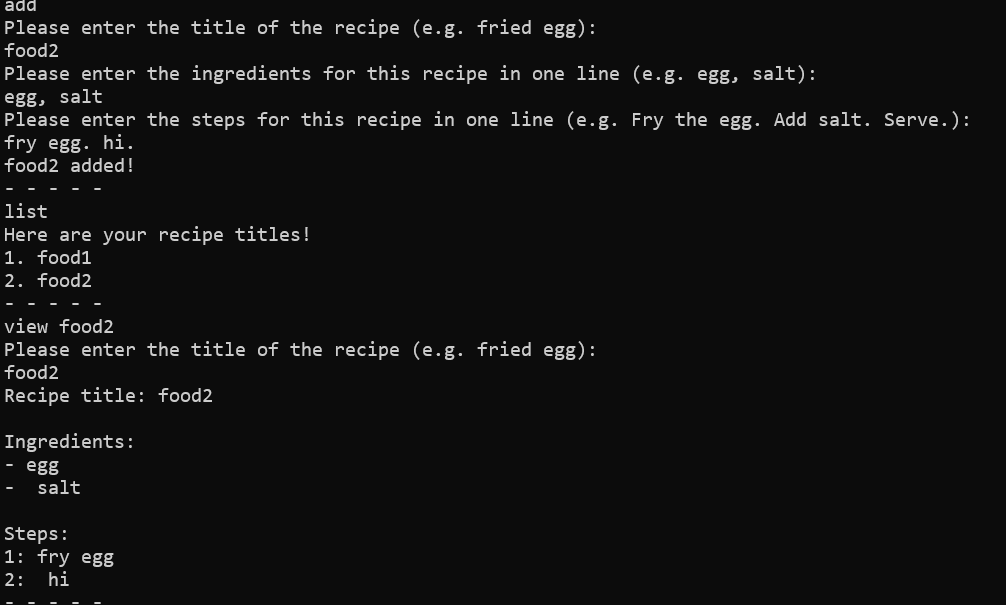 add
Please enter the title of the recipe (e.g. fried egg):
food2
Please enter the ingredients for this recipe in one line (e.g. egg, salt):
egg, salt
Please enter the steps for this recipe in one line (e.g. Fry the egg. Add salt. Serve.):
fry egg. hi.
food2 added!
- - - - -
list
Here are your recipe titles!
1. food1
2. food2
- - - - -
view food2
Please enter the title of the recipe (e.g. fried egg):
food2
Recipe title: food2

Ingredients:
- egg
-  salt

Steps:
1: fry egg
2:  hi
- - - - -